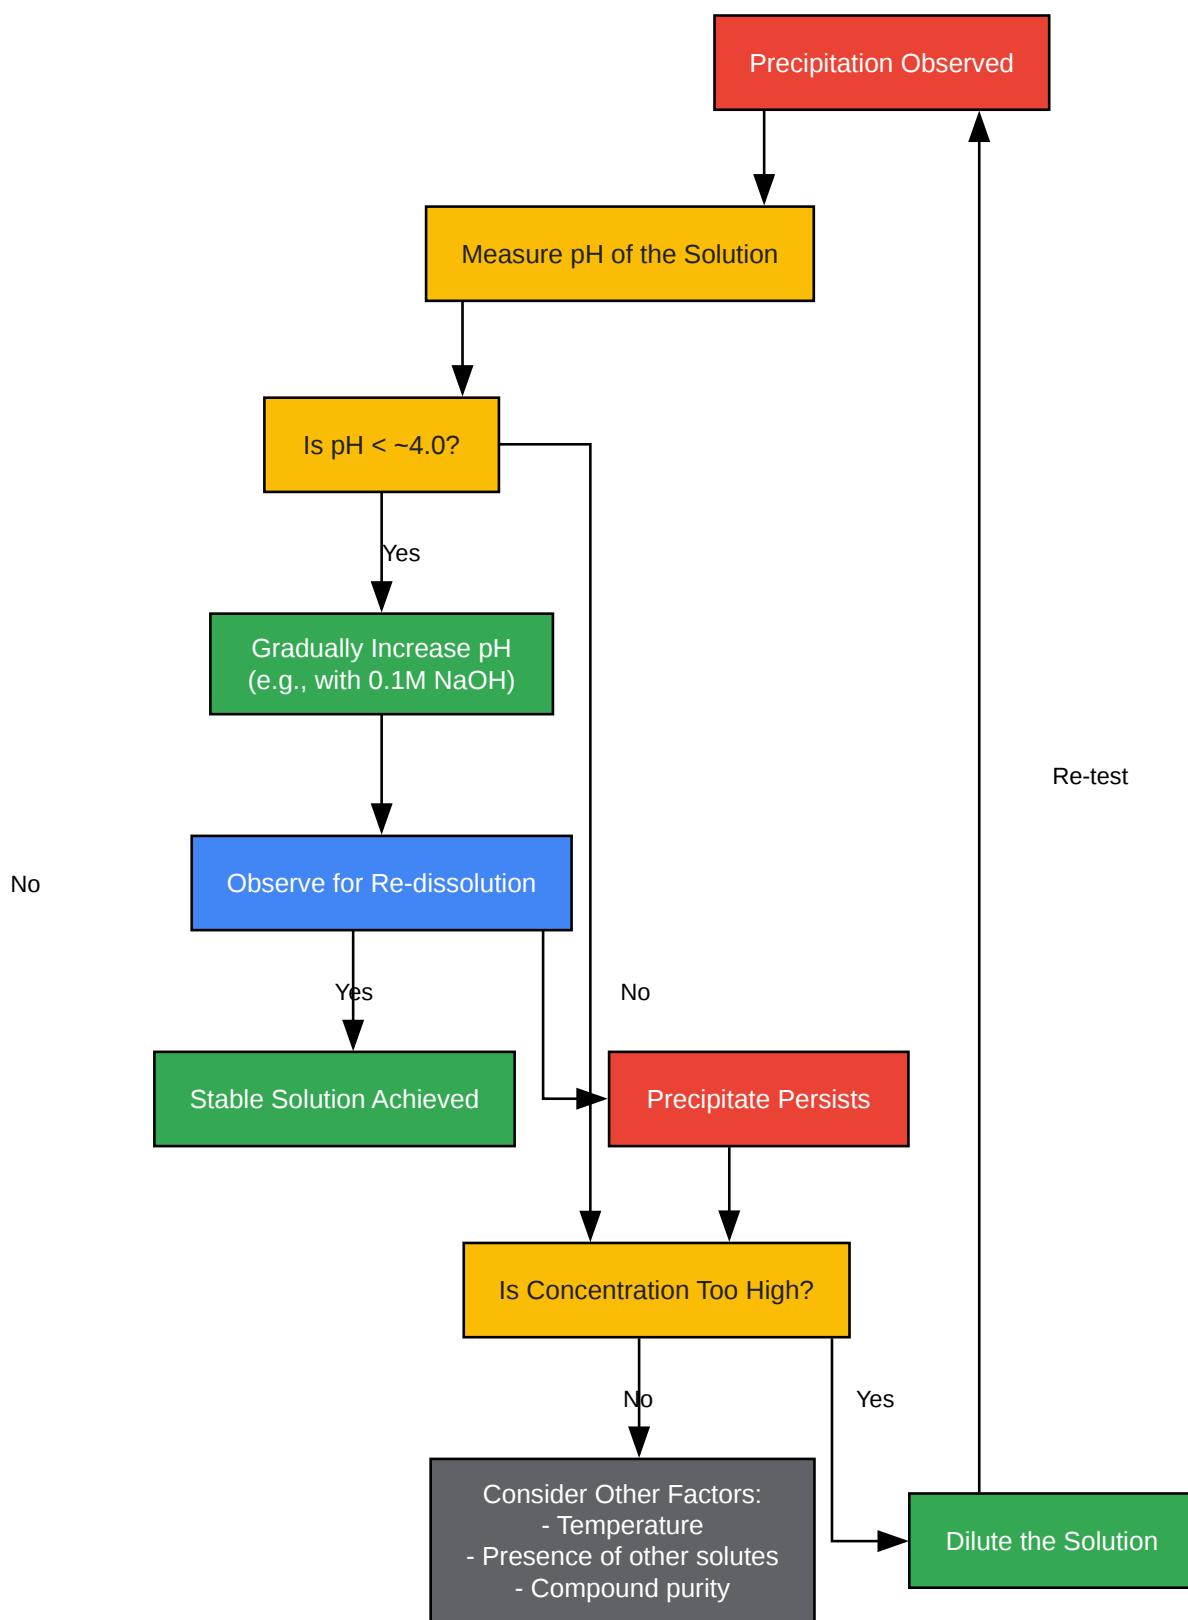 Precipitation Observed
Measure pH of the Solution
Is pH < ~4.0?
Yes
Gradually Increase pH
(e.g., with 0.1M NaOH)
Re-test
Observe for Re-dissolution
No
Yes
No
Stable Solution Achieved
Precipitate Persists
Is Concentration Too High?
No
Yes
Consider Other Factors:
- Temperature
- Presence of other solutes
- Compound purity
Dilute the Solution